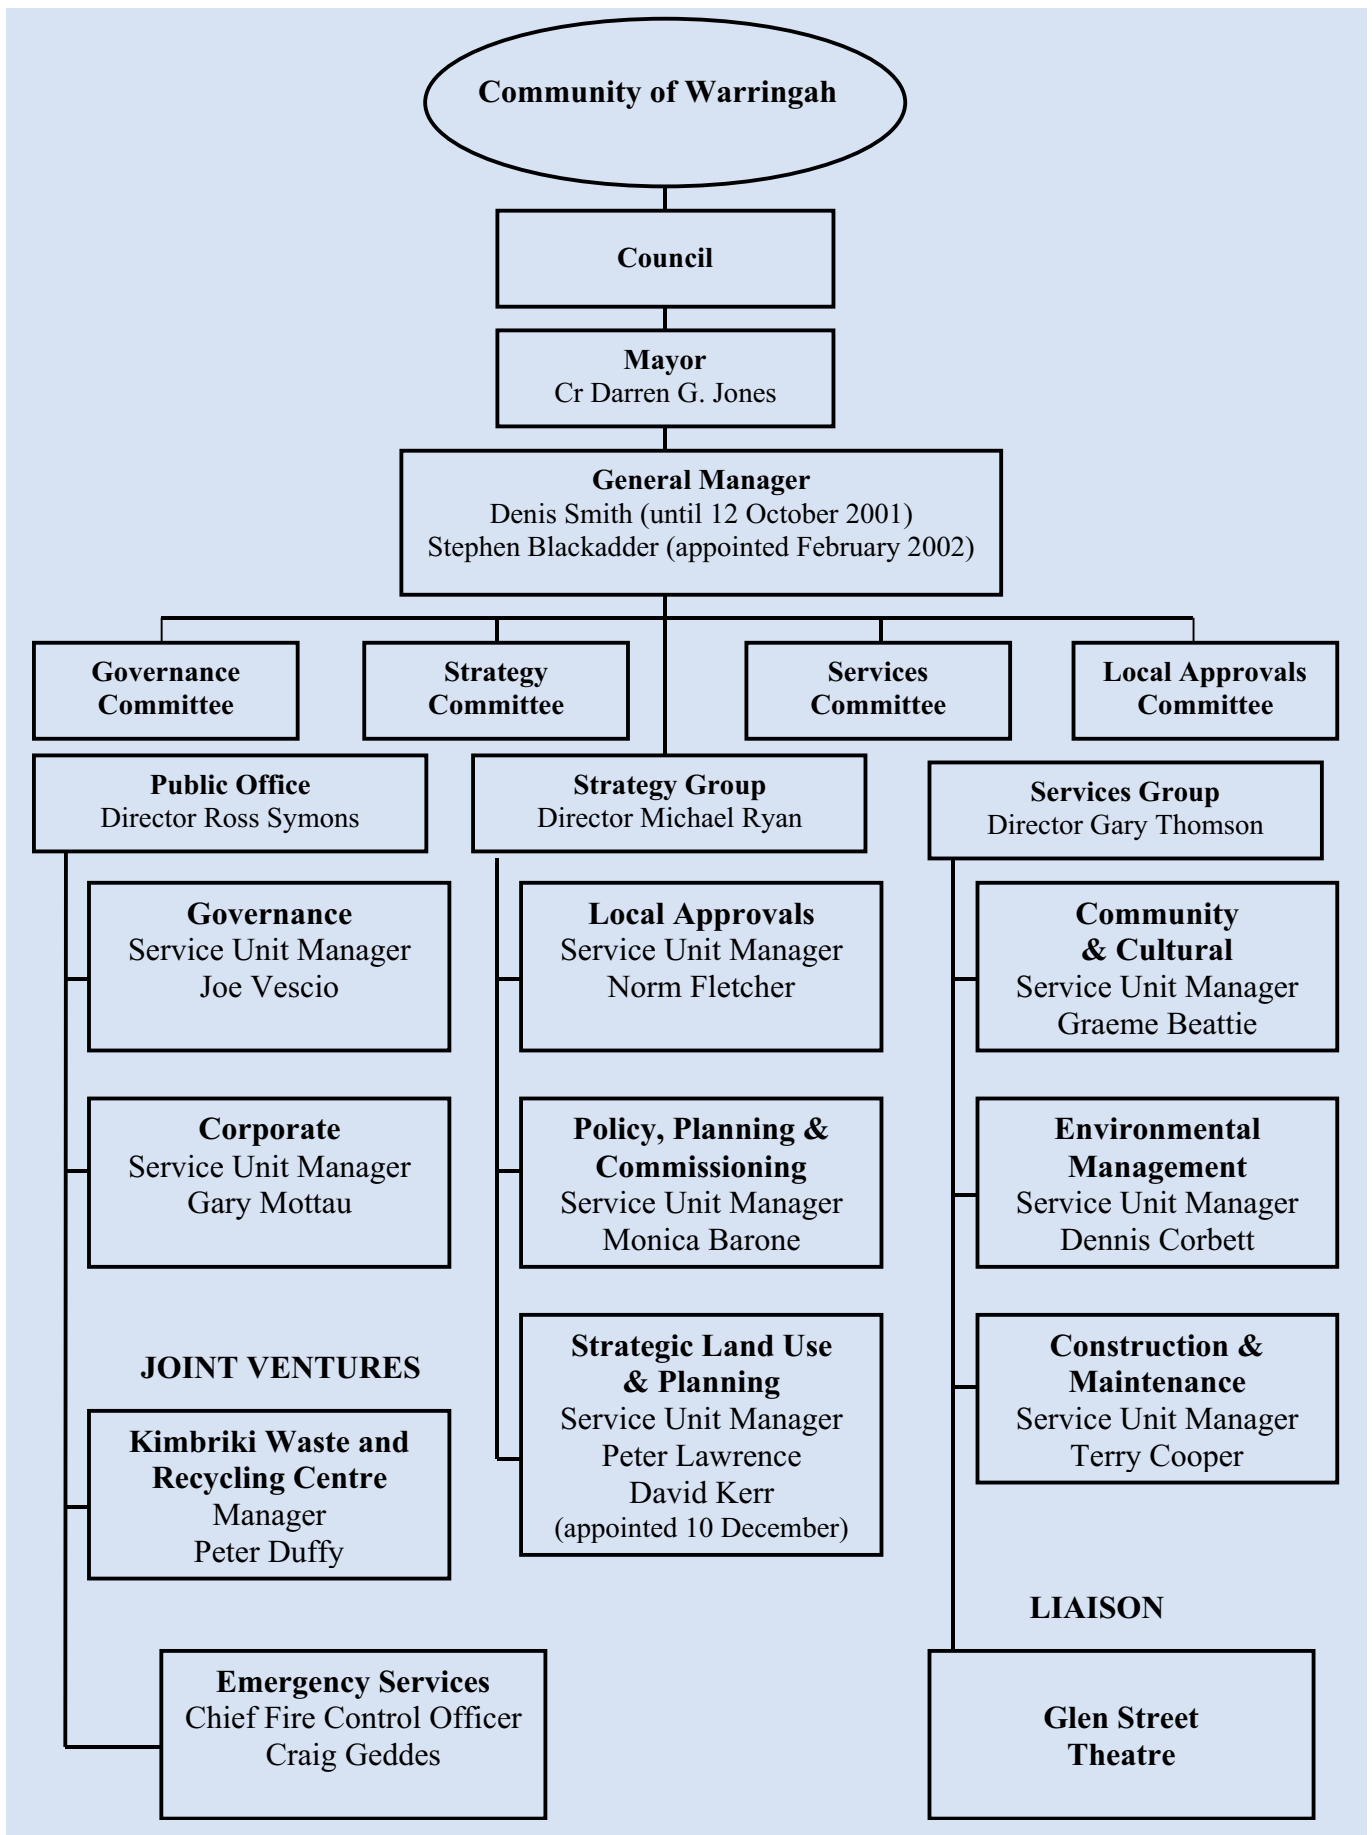 Community of Warringah
Council
Mayor
Cr Darren G. Jones
General Manager
Denis Smith (until 12 October 2001)
Stephen Blackadder (appointed February 2002)
Governance
Committee
Strategy
Committee
Services
Committee
Local Approvals
Committee
Public Office
Director Ross Symons
Strategy Group
Director Michael Ryan
Services Group
Director Gary Thomson
Governance
Service Unit Manager
Joe Vescio
Local Approvals
Service Unit Manager
Norm Fletcher
Community
& Cultural
Service Unit Manager
Graeme Beattie
Corporate
Service Unit Manager
Gary Mottau
Policy, Planning &
Commissioning
Service Unit Manager
Monica Barone
Environmental
Management
Service Unit Manager
Dennis Corbett
JOINT VENTURES
Kimbriki Waste and
Recycling Centre
Manager
Peter Duffy
Strategic Land Use
& Planning
Service Unit Manager
Peter Lawrence
David Kerr
(appointed 10 December)
Construction &
Maintenance
Service Unit Manager
Terry Cooper
LIAISON
Emergency Services
Chief Fire Control Officer
Craig Geddes
Glen Street
Theatre